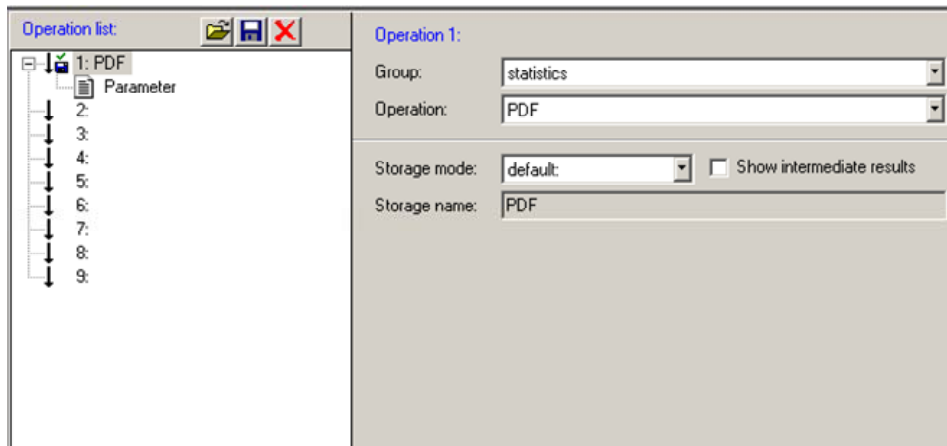 Operation list:
1: PDF
Parameter
2:
3:
4:
5:
6:
7:
8:
9:
Operation 1:
Group: statistics
Operation: PDF
Storage mode: default: Show intermediate results
Storage name: PDF